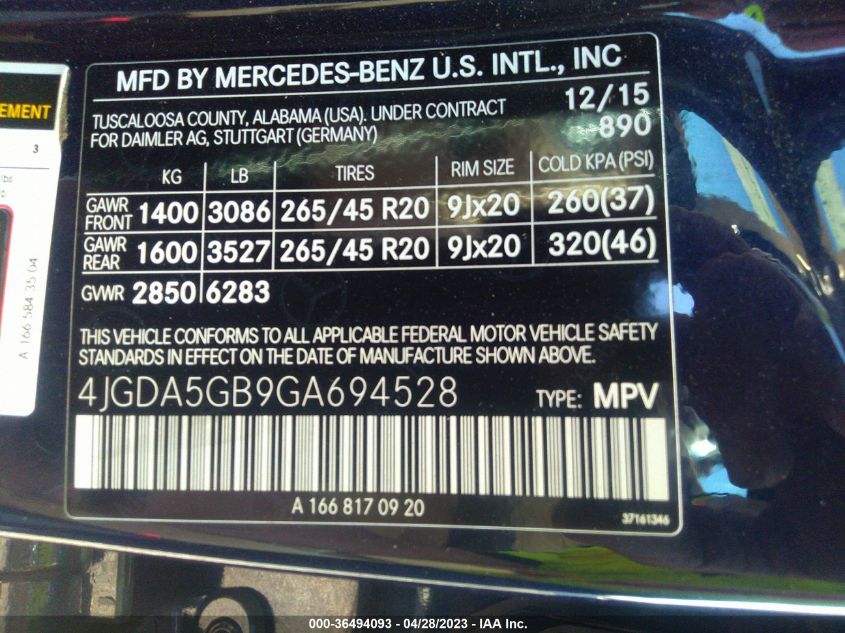 MFD BY MERCEDES-BENZ U.S. INTL., INC
TUSCALOOSA COUNTY, ALABAMA (USA). UNDER CONTRACT 12/15
FOR DAIMLER AG, STUTTGART (GERMANY) 890
KG LB TIRES RIM SIZE COLD KPA (PSI)
GAWR FRONT 1400 3086 265/45 R20 9Jx20 260(37)
GAWR REAR 1600 3527 265/45 R20 9Jx20 320(46)
GVWR 2850 6283
THIS VEHICLE CONFORMS TO ALL APPLICABLE FEDERAL MOTOR VEHICLE SAFETY
STANDARDS IN EFFECT ON THE DATE OF MANUFACTURE SHOWN ABOVE.
4JGDA5GB9GA694528 TYPE: MPV
A 166 817 09 20
37161346
3
A 166 584 35 04
000-36494093 - 04/28/2023 - IAA Inc.